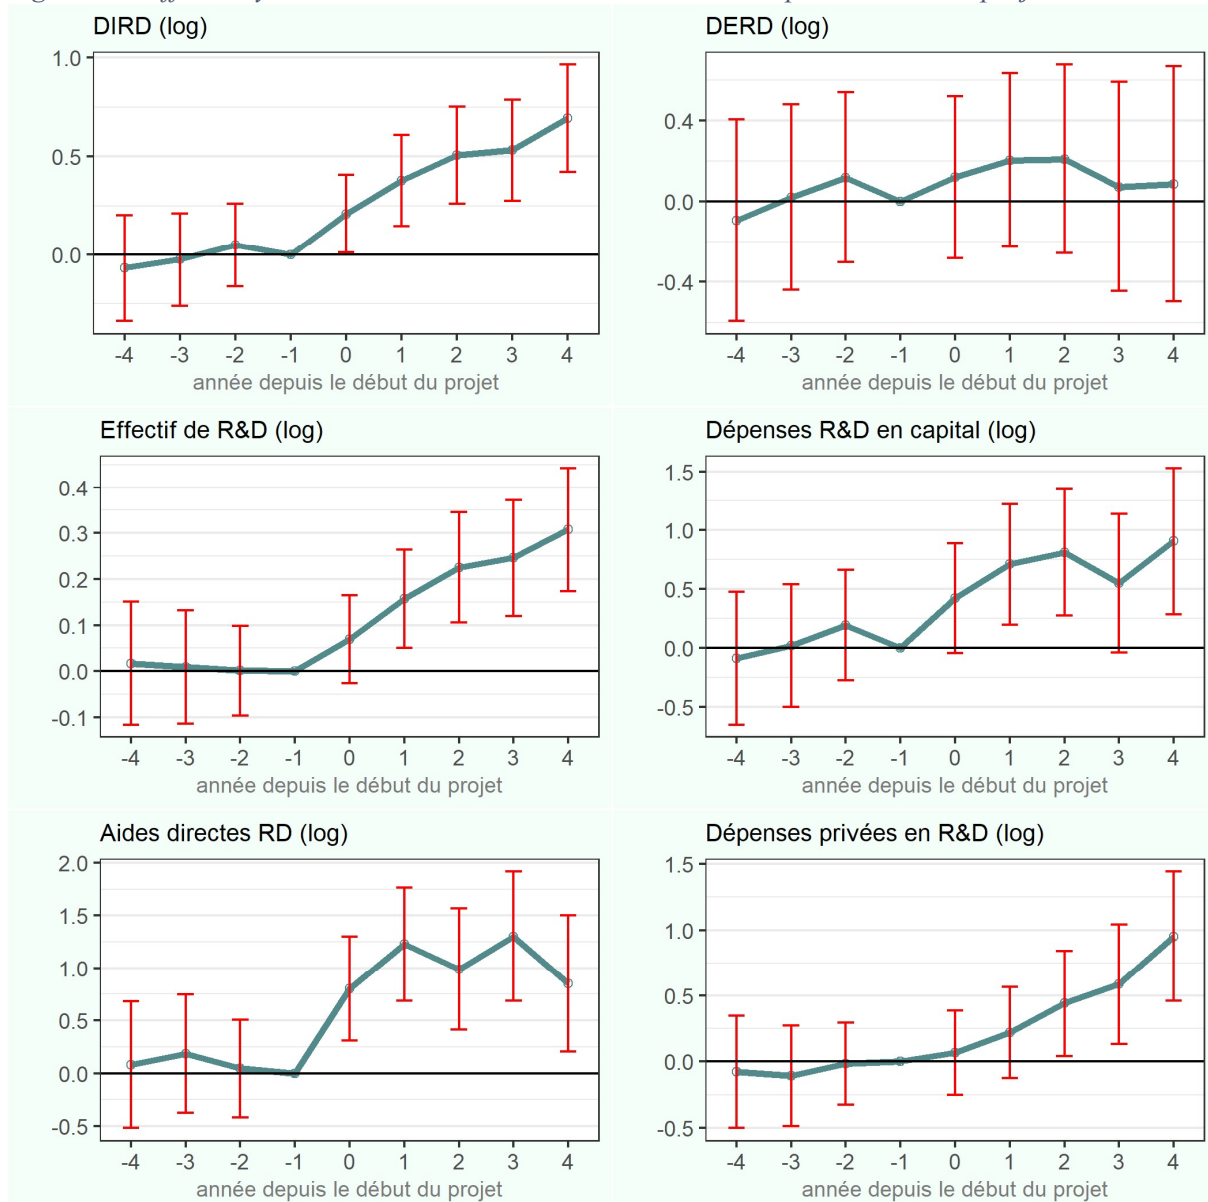 DIRD (log)
1.0
0.5
0.0
-4 -3 -2 -1 0 1 2 3 4
année depuis le début du projet
DERD (log)
0.4
0.0
-0.4
-4 -3 -2 -1 0 1 2 3 4
année depuis le début du projet
Effectif de R&D (log)
0.4
0.3
0.2
0.1
0.0
-0.1
-4 -3 -2 -1 0 1 2 3 4
année depuis le début du projet
Dépenses R&D en capital (log)
1.5
1.0
0.5
0.0
-0.5
-4 -3 -2 -1 0 1 2 3 4
année depuis le début du projet
Aides directes RD (log)
2.0
1.5
1.0
0.5
0.0
-0.5
-4 -3 -2 -1 0 1 2 3 4
année depuis le début du projet
Dépenses privées en R&D (log)
1.5
1.0
0.5
0.0
-0.5
-4 -3 -2 -1 0 1 2 3 4
année depuis le début du projet